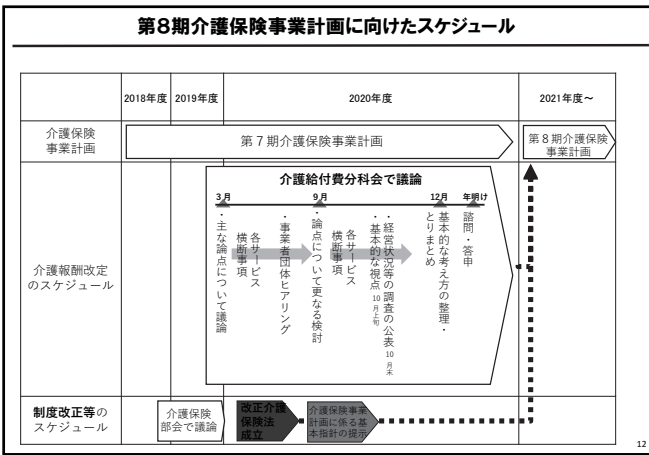 第8期介護保険事業計画に向けたスケジュール
2018年度
2019年度
2020年度
2021年度~
介護保険
事業計画
第7期介護保険事業計画
第8期介護保険
事業計画
介護報酬改定
のスケジュール
介護給付費分科会で議論
3月
9月
12月
年明け
・主な論点について議論
各サービス
横断事項
・事業者団体ヒアリング
・論点について更なる検討
各サービス
横断事項
・経営状況等の調査の公表10月末
・基本的な視点10月上旬
・基本的な考え方の整理・
とりまとめ
諮問・答申
制度改正等の
スケジュール
介護保険
部会で議論
改正介護
保険法
成立
介護保険事業
計画に係る基
本指針の提示
12